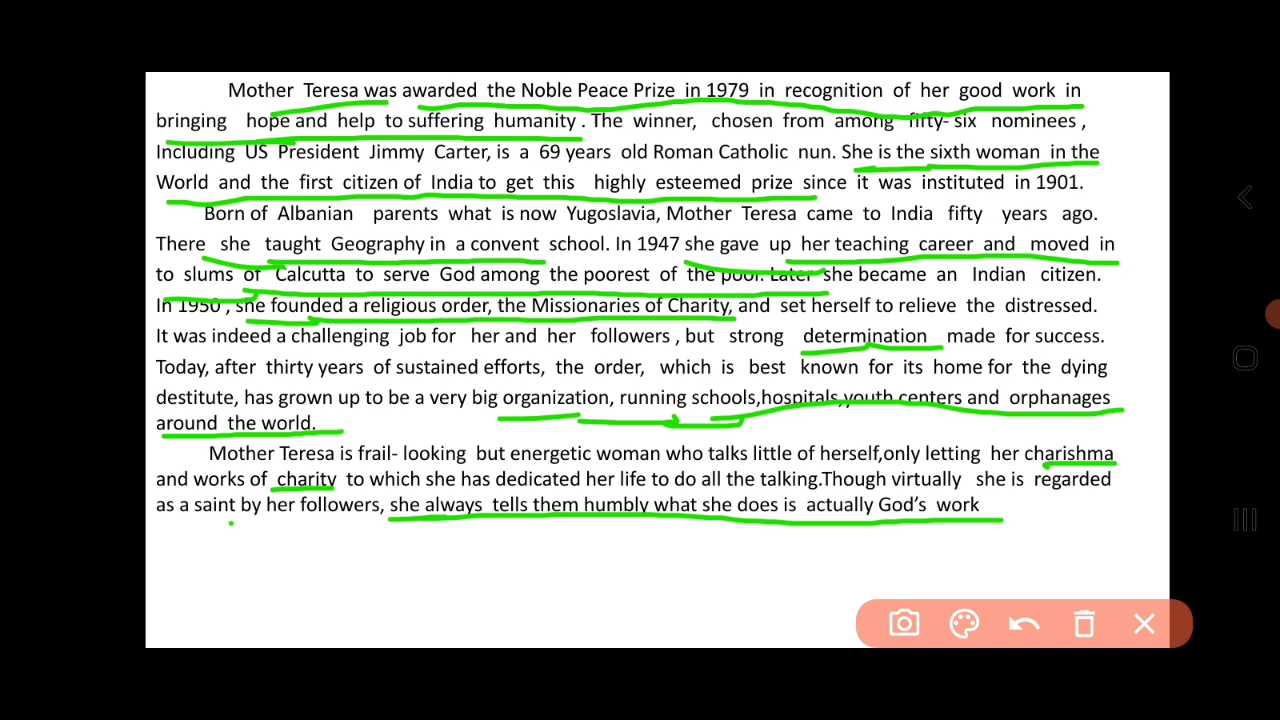 Mother Teresa was awarded the Noble Peace Prize in 1979 in recognition of her good work in
bringing hope and help to suffering humanity . The winner, chosen from among fifty- six nominees ,
Including US President Jimmy Carter, is a 69 years old Roman Catholic nun. She is the sixth woman in the
World and the first citizen of India to get this highly esteemed prize since it was instituted in 1901.
Born of Albanian parents what is now Yugoslavia, Mother Teresa came to India fifty years ago.
There she taught Geography in a convent school. In 1947 she gave up her teaching career and moved in
to slums of Calcutta to serve God among the poorest of the poor. Later she became an Indian citizen.
In 1950 , she founded a religious order, the Missionaries of Charity, and set herself to relieve the distressed.
It was indeed a challenging job for her and her followers , but strong determination made for success.
Today, after thirty years of sustained efforts, the order, which is best known for its home for the dying
destitute, has grown up to be a very big organization, running schools,hospitals,youth centers and orphanages
around the world.
Mother Teresa is frail- looking but energetic woman who talks little of herself,only letting her charishma
and works of charity to which she has dedicated her life to do all the talking.Though virtually she is regarded
as a saint by her followers, she always tells them humbly what she does is actually God's work